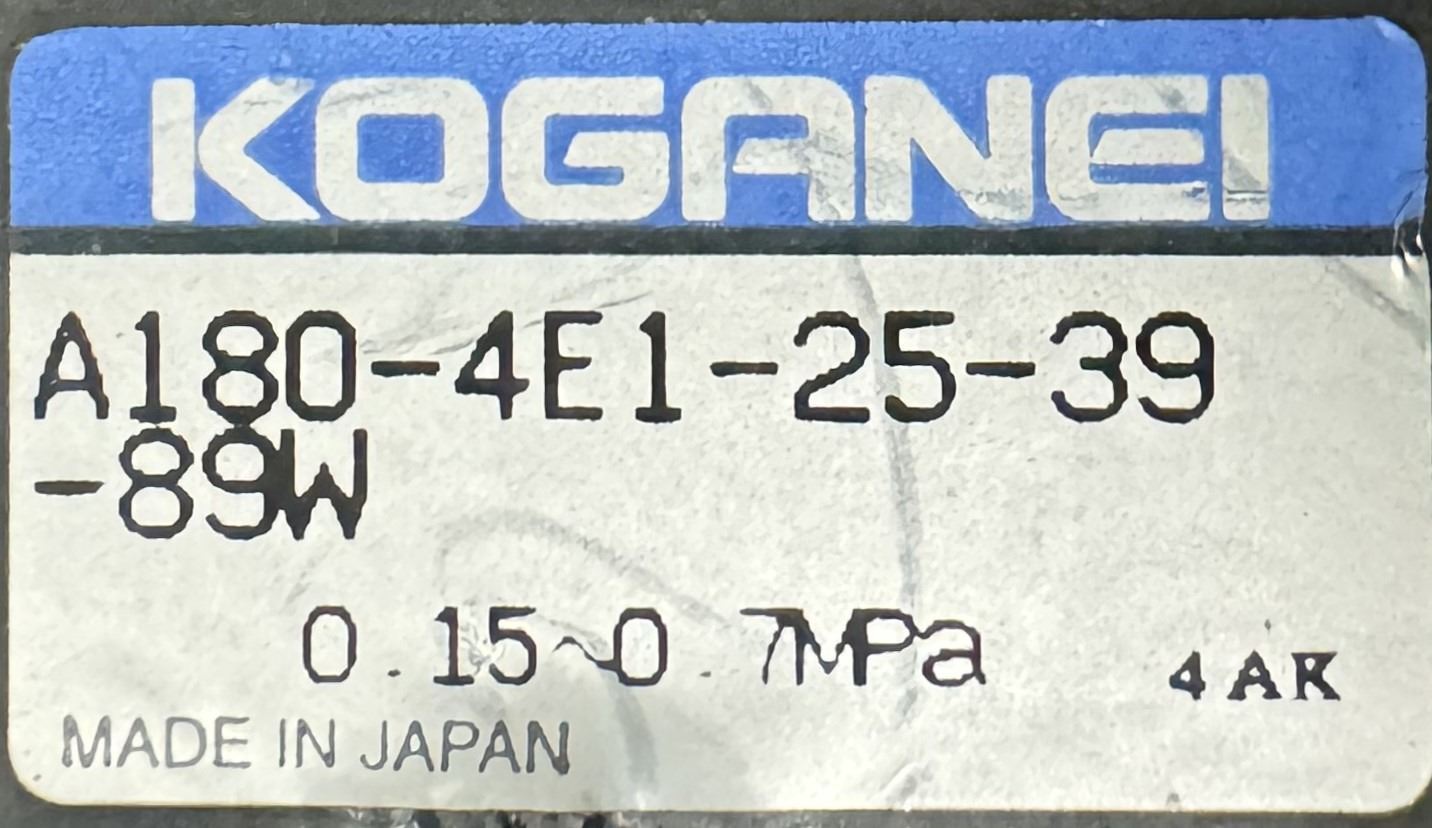 KOGANEI
A180-4E1-25-39
-89W
0.15~0.7MPa
4AK
MADE IN JAPAN